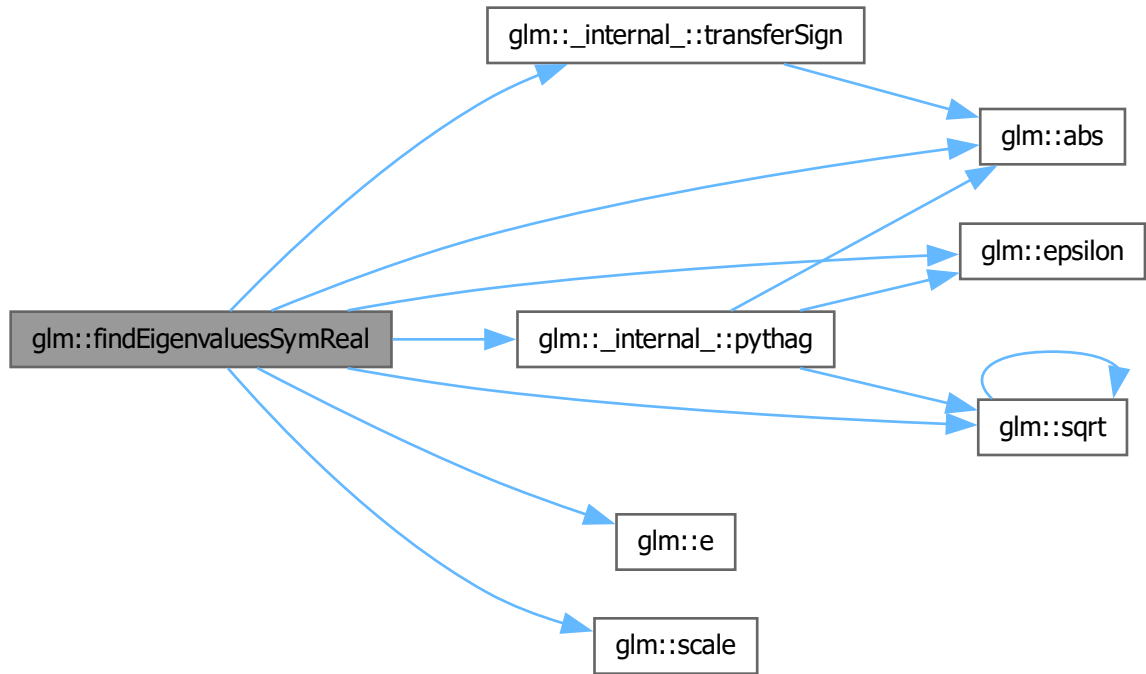 glm::_internal_::transferSign
glm::abs
glm::epsilon
glm::findEigenvaluesSymReal
glm::_internal_::pythag
glm::sqrt
glm::e
glm::scale